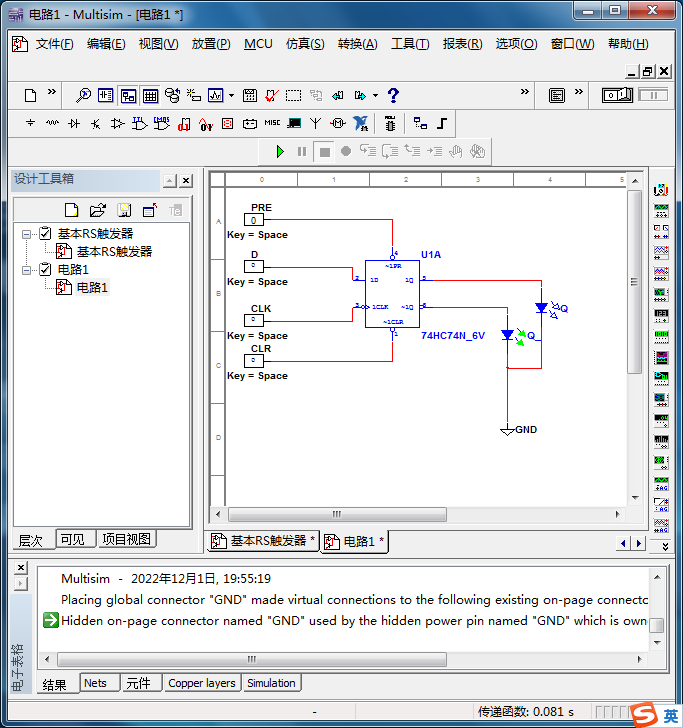 电路1 - Multisim - [电路1 *]
文件(F) 编辑(E) 视图(V) 放置(P) MCU 仿真(S) 转换(A) 工具(T) 报表(R) 选项(O) 窗口(W) 帮助(H)
MISC
设计工具箱
基本RS触发器
基本RS触发器
电路1
电路1
层次 可见 项目视图
0 1 2 3 4 5
A
B
C
D
PRE
0
Key = Space
D
Key = Space
CLK
Key = Space
CLR
Key = Space
U1A
4
~1PR
2 1D 1Q 5
3 1CLK ~1Q 6
~1CLR
1
74HC74N_6V
Q
Q_
GND
基本RS触发器 * 电路1 *
电子表格
Multisim - 2022年12月1日, 19:55:19
Placing global connector "GND" made virtual connections to the following existing on-page connecto
Hidden on-page connector named "GND" used by the hidden power pin named "GND" which is own
结果 Nets 元件 Copper layers Simulation
- 传递函数: 0.081 s
英